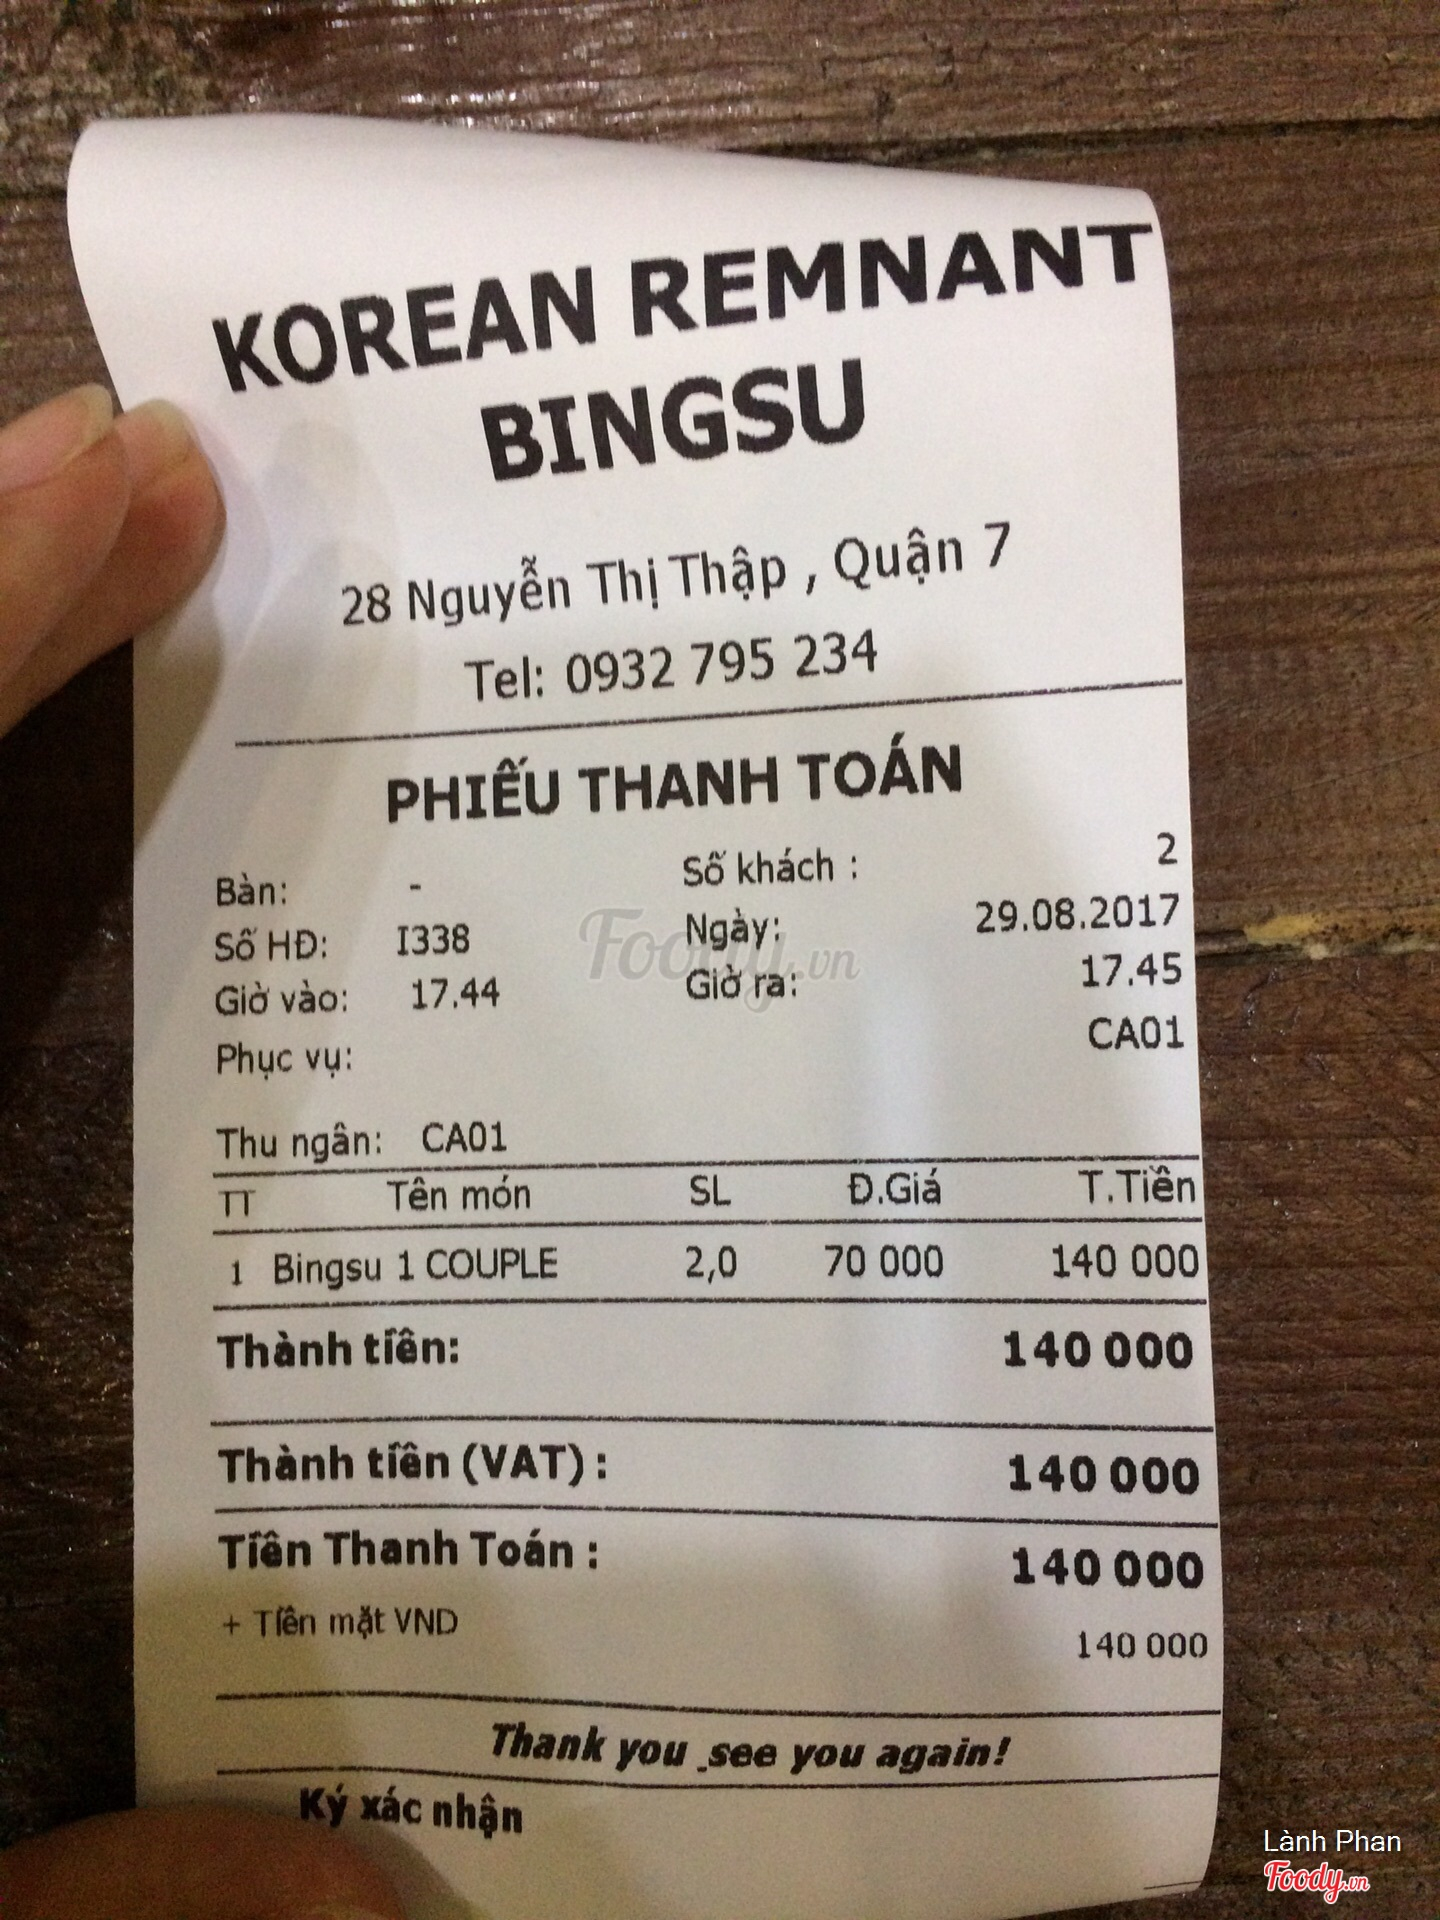 KOREAN REMNANT
BINGSU
28 Nguyễn Thị Thập , Quận 7
Tel: 0932 795 234
PHIẾU THANH TOÁN
Bàn: - Số khách : 2
Số HĐ: I338 Ngày: 29.08.2017
Giờ vào: 17.44 Giờ ra: 17.45
Phục vụ: CA01
Thu ngân: CA01
TT Tên món SL Đ.Giá T.Tiền
1 Bingsu 1 COUPLE 2,0 70 000 140 000
Thành tiền: 140 000
Thành tiền (VAT) : 140 000
Tiền Thanh Toán : 140 000
+ Tiền mặt VND 140 000
Thank you _see you again!
Ký xác nhận
Foody.vn
Lành Phan
Foody.vn